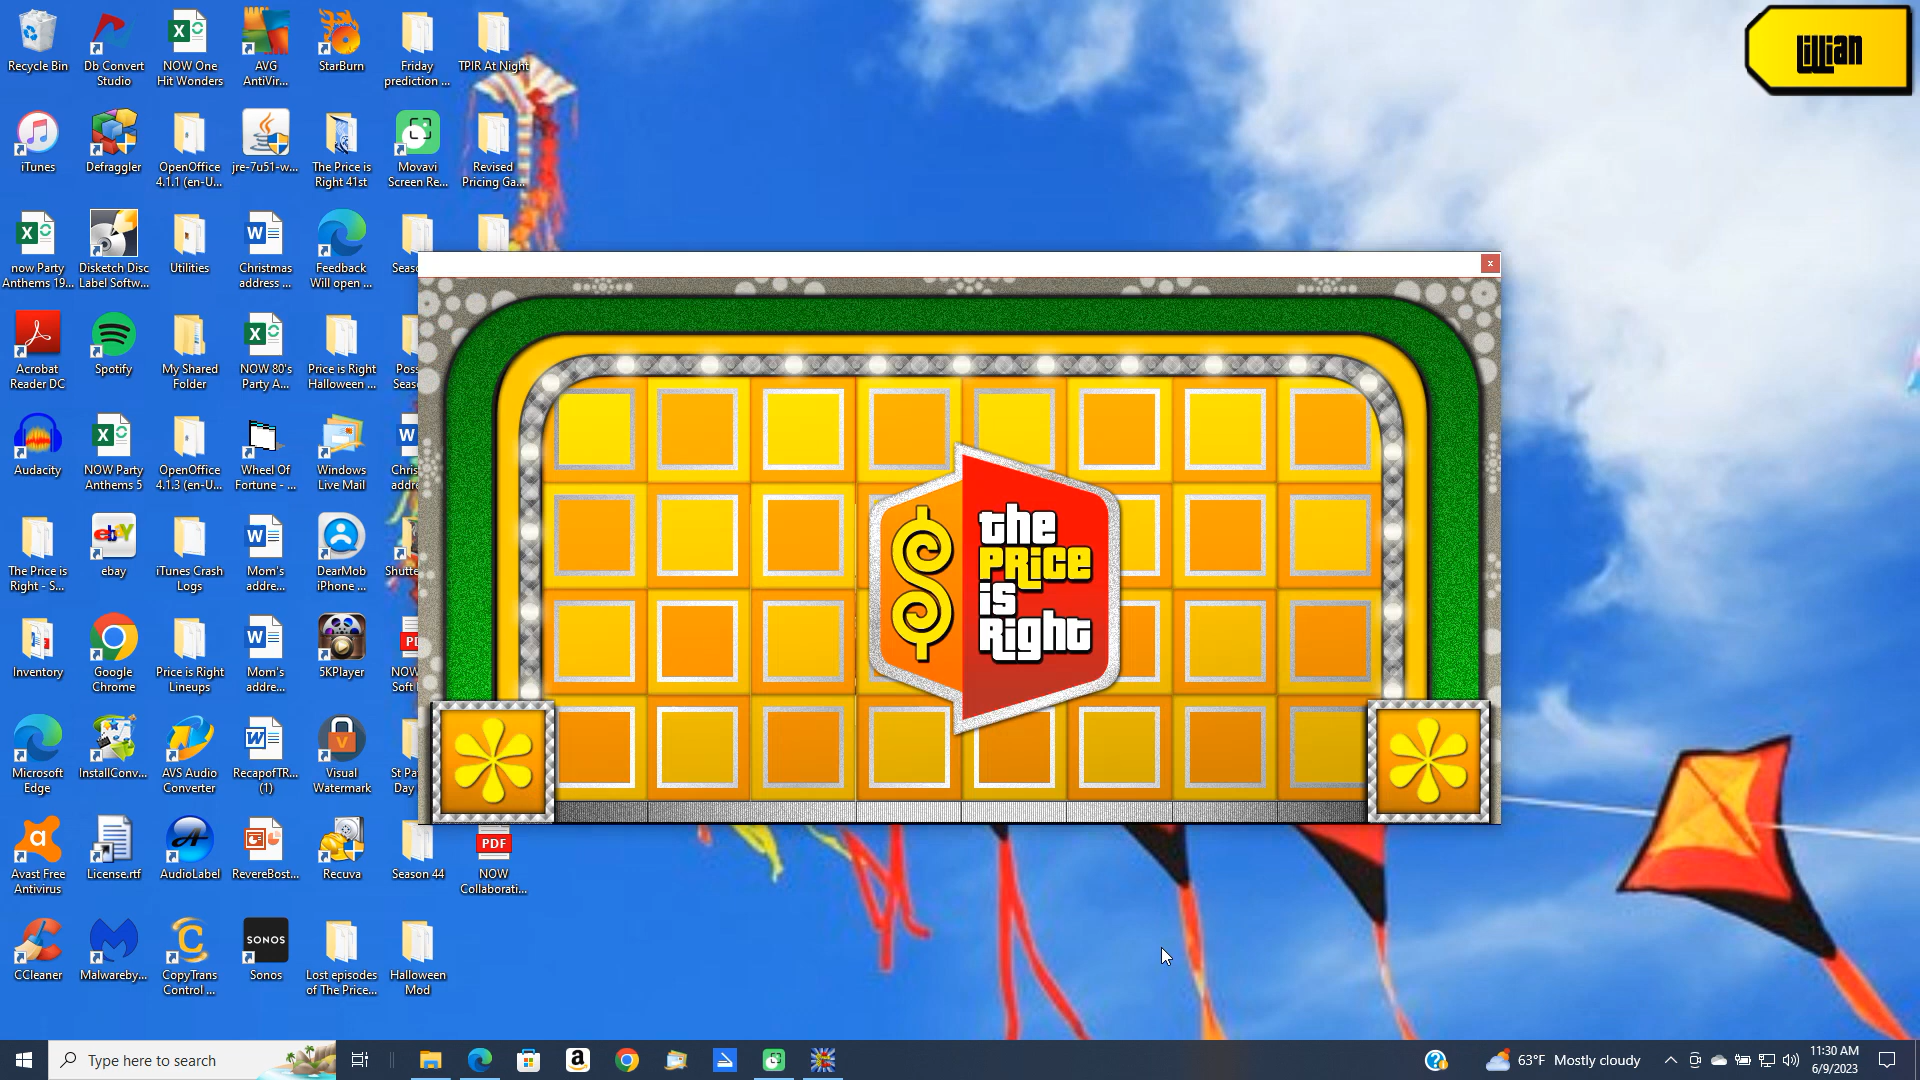 Recycle Bin
Db Convert
Studio
NOW One
Hit Wonders
AVG
AntiVir...
StarBurn
Friday
prediction ...
TPIR At Night
Lillian
iTunes
Defraggler
OpenOffice
4.1.1 (en-U...
jre-7u51-w...
The Price is
Right 41st
Movavi
Screen Re...
Revised
Pricing Ga...
now Party
Anthems 19...
Disketch Disc
Label Softw...
Utilities
Christmas
address ...
Feedback
Will open ...
Acrobat
Reader DC
Spotify
My Shared
Folder
NOW 80's
Party A...
Price is Right
Halloween ...
Audacity
NOW Party
Anthems 5
OpenOffice
4.1.3 (en-U...
Wheel Of
Fortune - ...
Windows
Live Mail
the
PRice
is
Right
The Price is
Right - S...
ebay
ebay
iTunes Crash
Logs
Mom's
addre...
DearMob
iPhone ...
Inventory
Google
Chrome
Price is Right
Lineups
Mom's
addre...
5KPlayer
Microsoft
Edge
InstallConv...
AVS Audio
Converter
RecapofTR...
(1)
Visual
Watermark
St Pa
Day
Avast Free
Antivirus
License.rtf
AudioLabel
RevereBost...
Recuva
Season 44
PDF
NOW
Collaborati...
CCleaner
Malwareby...
CopyTrans
Control ...
SONOS
Sonos
Lost episodes
of The Price...
Halloween
Mod
Type here to search
63°F Mostly cloudy
11:30 AM
6/9/2023